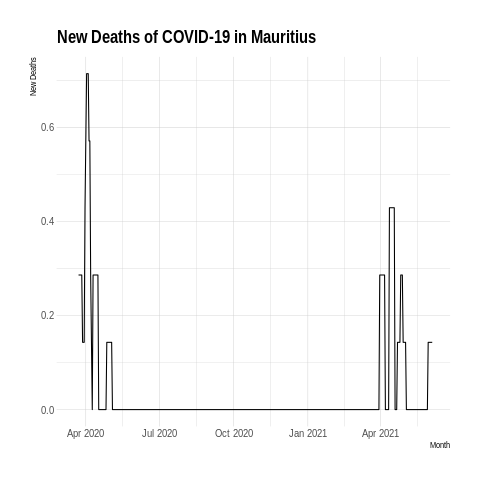 New Deaths of COVID-19 in Mauritius
New Deaths
0.6
0.4
0.2
0.0
Apr 2020 Jul 2020 Oct 2020 Jan 2021 Apr 2021
Month